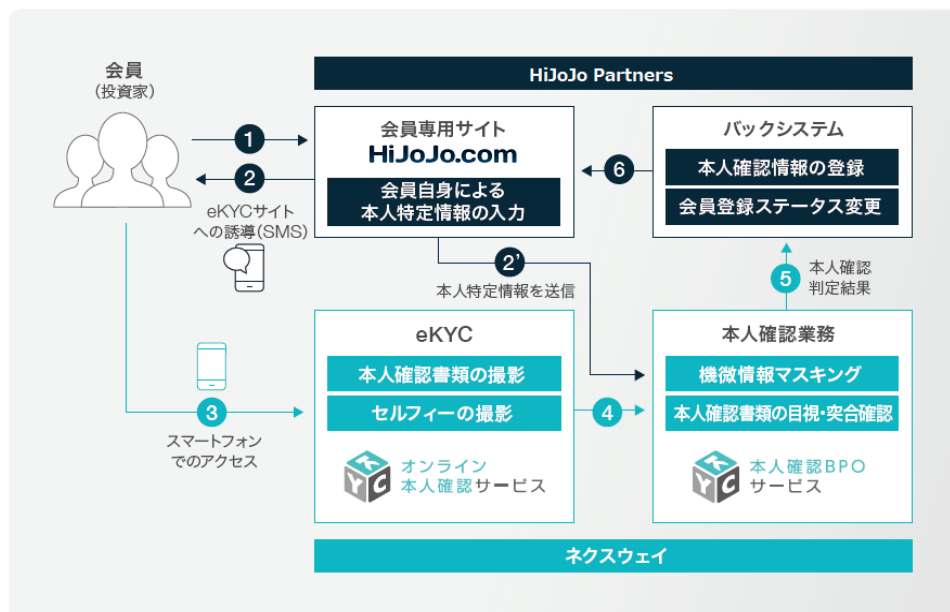 会員
(投資家)
HiJoJo Partners
1
会員専用サイト
HiJoJo.com
会員自身による
本人特定情報の入力
2
eKYCサイト
への誘導(SMS)
バックシステム
本人確認情報の登録
会員登録ステータス変更
6
2’
本人特定情報を送信
5
本人確認
判定結果
eKYC
本人確認書類の撮影
セルフィーの撮影
KYC
オンライン
本人確認サービス
3
スマートフォン
でのアクセス
4
本人確認業務
機微情報マスキング
本人確認書類の目視・突合確認
KYC
本人確認BPO
サービス
ネクスウェイ